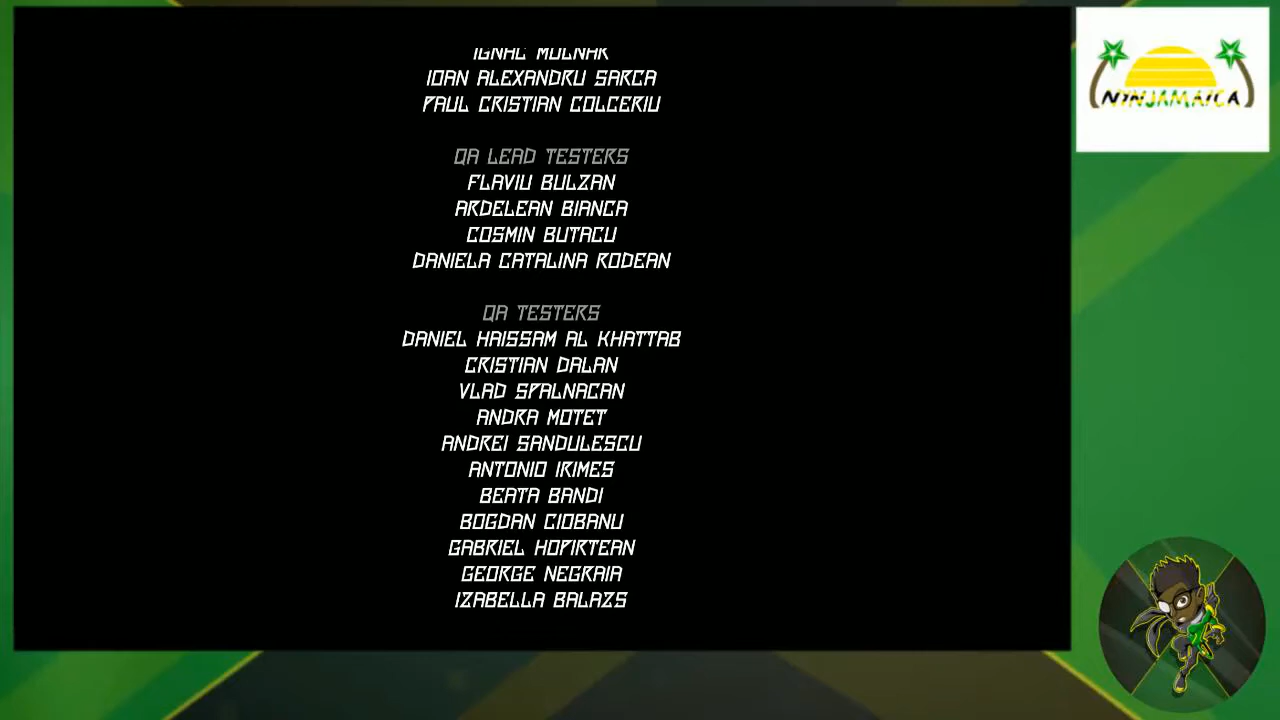 IGNAC MOLNAR
IOAN ALEXANDRU SARCA
PAUL CRISTIAN COLCERIU
QA LEAD TESTERS
FLAVIU BULZAN
ARDELEAN BIANCA
COSMIN BUTACU
DANIELA CATALINA RODEAN
QA TESTERS
DANIEL HAISSAM AL KHATTAB
CRISTIAN DALAN
VLAD SPALNACAN
ANDRA MOTET
ANDREI SANDULESCU
ANTONIO IRIMES
BEATA BANDI
BOGDAN CIOBANU
GABRIEL HOPIRTEAN
GEORGE NEGRAIA
IZABELLA BALAZS
NINJAMAICA